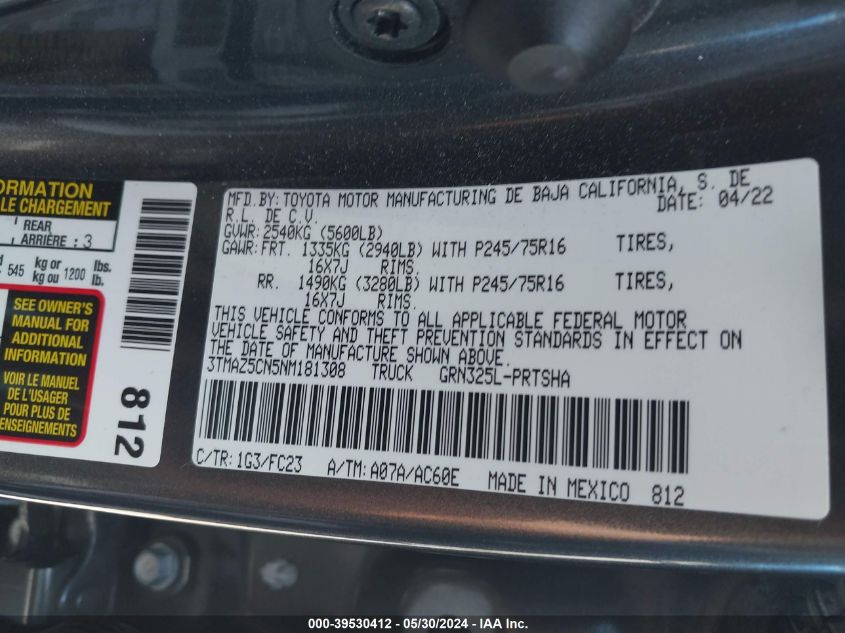 ORMATION
LE CHARGEMENT
REAR
ARRIÈRE : 3
545 kg or 1200 lbs.
kg ou lb.
SEE OWNER'S
MANUAL FOR
ADDITIONAL
INFORMATION
VOIR LE MANUEL
DE L'USAGER
POUR PLUS DE
ENSEIGNEMENTS
812
MFD.BY: TOYOTA MOTOR MANUFACTURING DE BAJA CALIFORNIA, S. DE
R.L. DE C.V. DATE: 04/22
GVWR: 2540KG (5600LB)
GAWR: FRT. 1335KG (2940LB) WITH P245/75R16 TIRES,
16X7J RIMS.
RR. 1490KG (3280LB) WITH P245/75R16 TIRES,
16X7J RIMS.
THIS VEHICLE CONFORMS TO ALL APPLICABLE FEDERAL MOTOR
VEHICLE SAFETY AND THEFT PREVENTION STANDARDS IN EFFECT ON
THE DATE OF MANUFACTURE SHOWN ABOVE.
3TMAZ5CN5NM181308 TRUCK GRN325L-PRTSHA
C/TR: 1G3/FC23 A/TM: A07A/AC60E MADE IN MEXICO 812
000-39530412 - 05/30/2024 - IAA Inc.